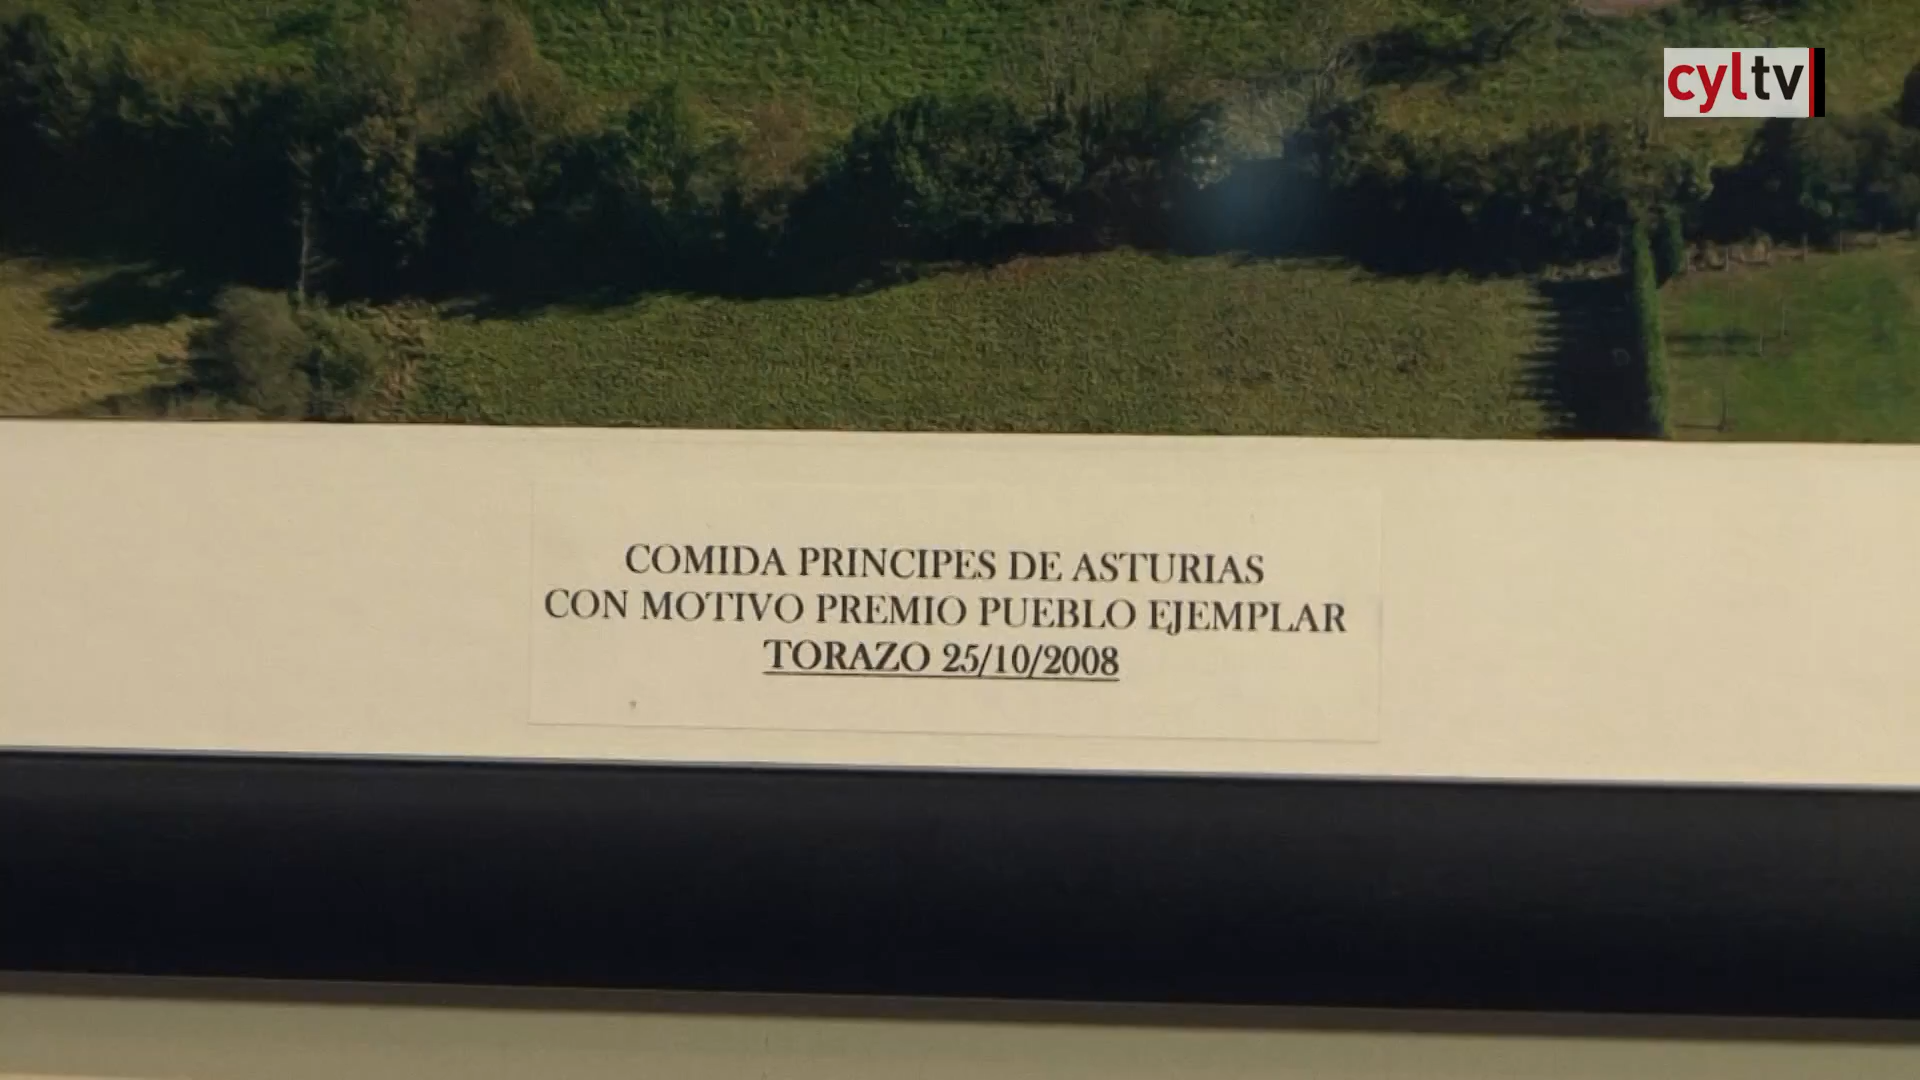 cyltv
COMIDA PRINCIPES DE ASTURIAS
CON MOTIVO PREMIO PUEBLO EJEMPLAR
TORAZO 25/10/2008